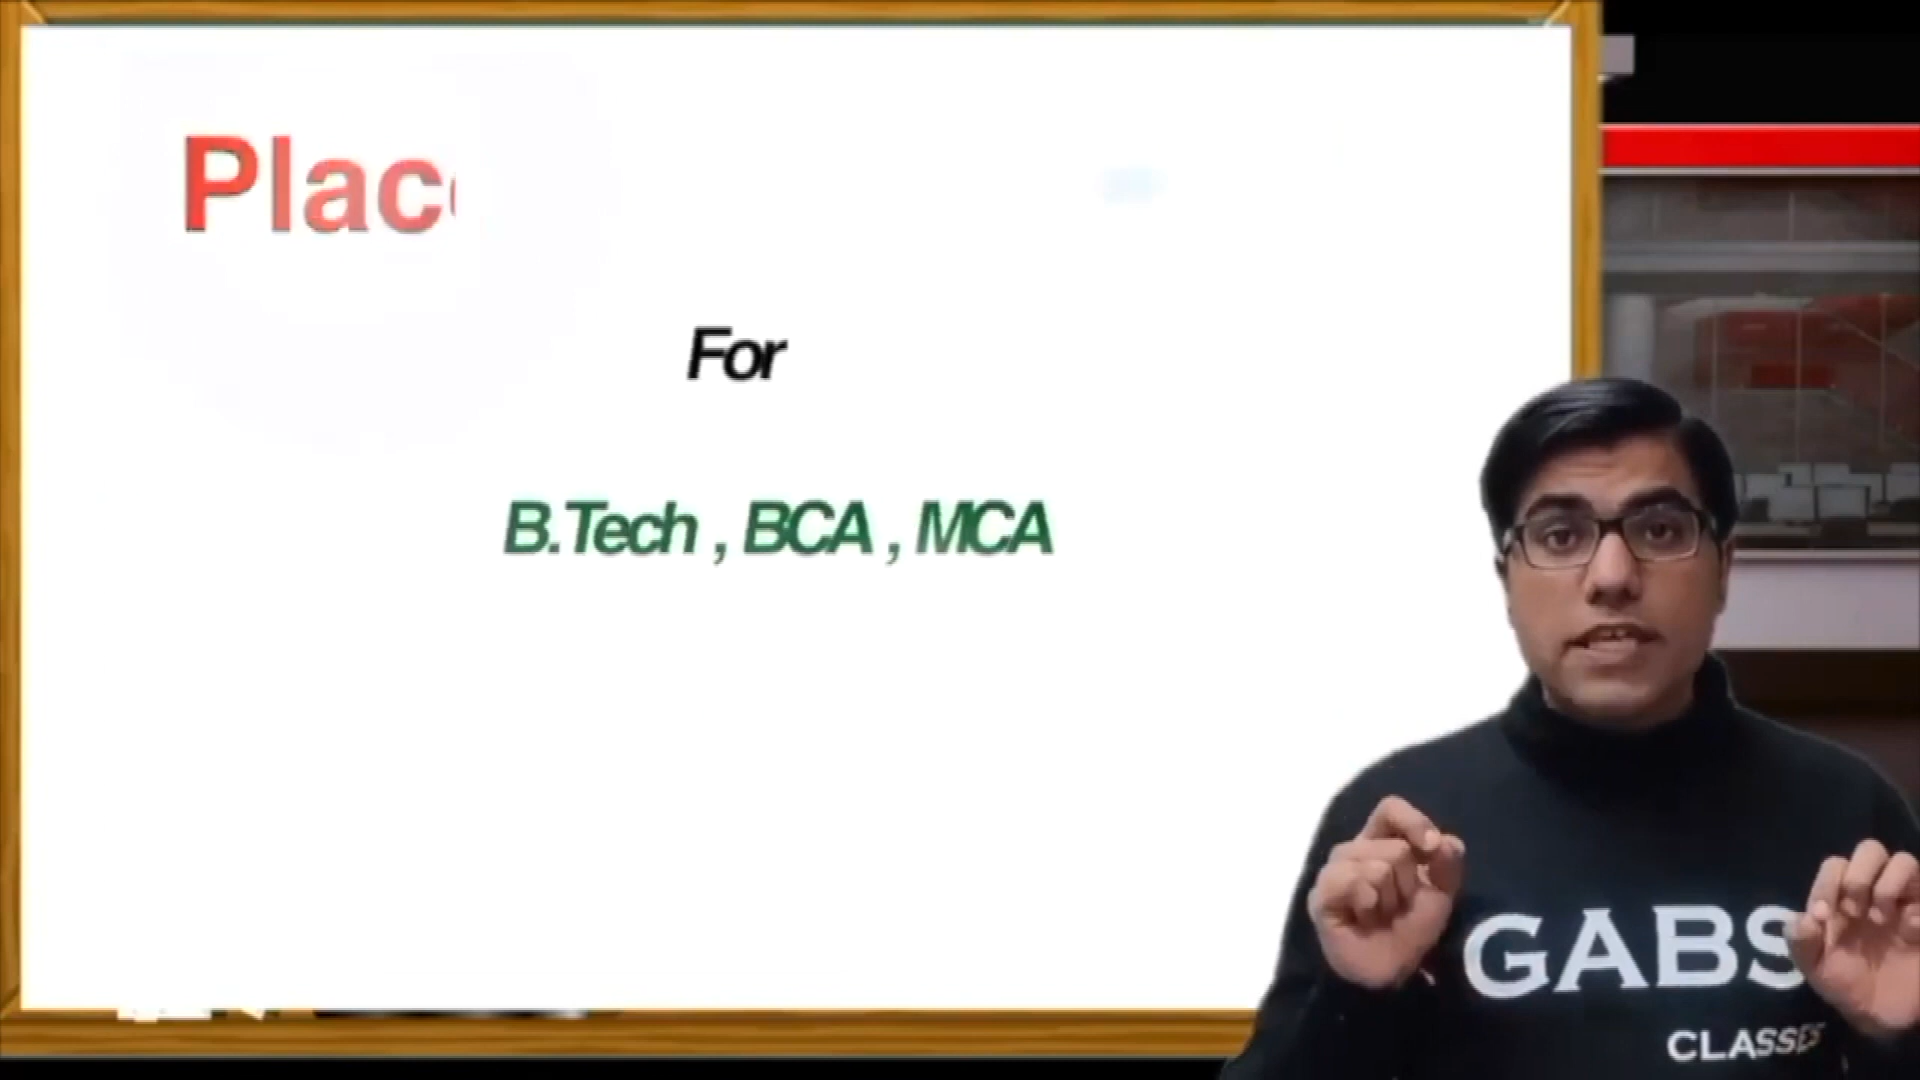 Plac
For
B.Tech , BCA , MCA
GABS
CLASSES